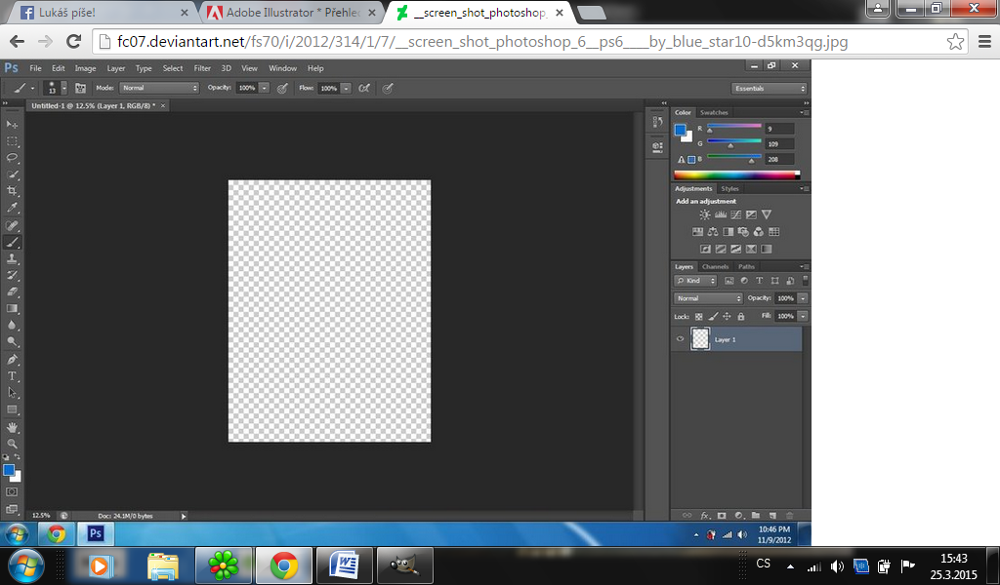 Lukáš píše!
Adobe Illustrator * Přehle
__screen_shot_photoshop_
fc07.deviantart.net/fs70/i/2012/314/1/7/__screen_shot_photoshop_6__ps6____by_blue_star10-d5km3qg.jpg
Ps File Edit Image Layer Type Select Filter 3D View Window Help
13 Mode: Normal Opacity: 100% Flow: 100% Essentials
Untitled-1 @ 12.5% (Layer 1, RGB/8) *
Color Swatches
R 9
G 109
B 208
Adjustments Styles
Add an adjustment
Layers Channels Paths
Kind
Normal Opacity: 100%
Lock: Fill: 100%
Layer 1
12.5% Doc: 24.1M/0 bytes
Ps
10:46 PM
11/9/2012
CS
15:43
25.3.2015